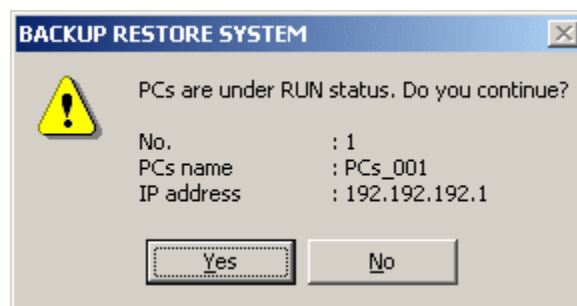 BACKUP RESTORE SYSTEM
PCs are under RUN status. Do you continue?
No. : 1
PCs name : PCs_001
IP address : 192.192.192.1
Yes No